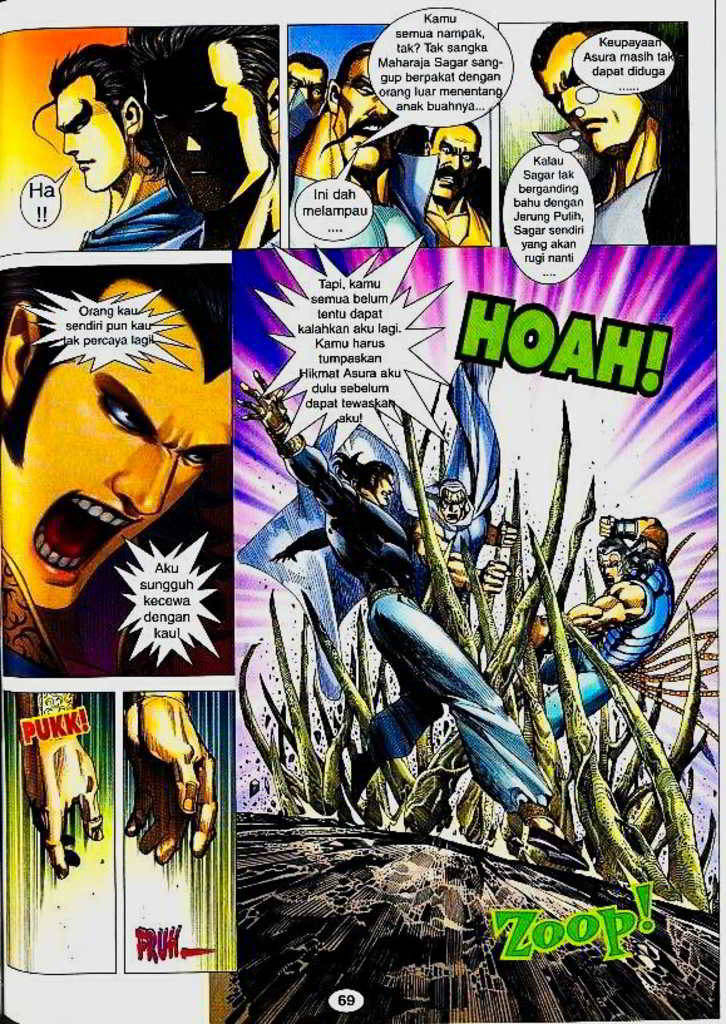 Ha
!!
Kamu
semua nampak,
tak? Tak sangka
Maharaja Sagar sang-
gup berpakat dengan
orang luar menentang
anak buahnya...
Ini dah
melampau
....
Keupayaan
Asura masih tak
dapat diduga
......
Kalau
Sagar tak
berganding
bahu dengan
Jerung Putih,
Sagar sendiri
yang akan
rugi nanti
....
Orang kau
sendiri pun kau
tak percaya lagi!
Aku
sungguh
kecewa
dengan
kau!
Tapi, kamu
semua belum
tentu dapat
kalahkan aku lagi.
Kamu harus
tumpaskan
Hikmat Asura aku
dulu sebelum
dapat tewaskan
aku!
HOAH!
PUKK!
FRUH
ZOOP!
69